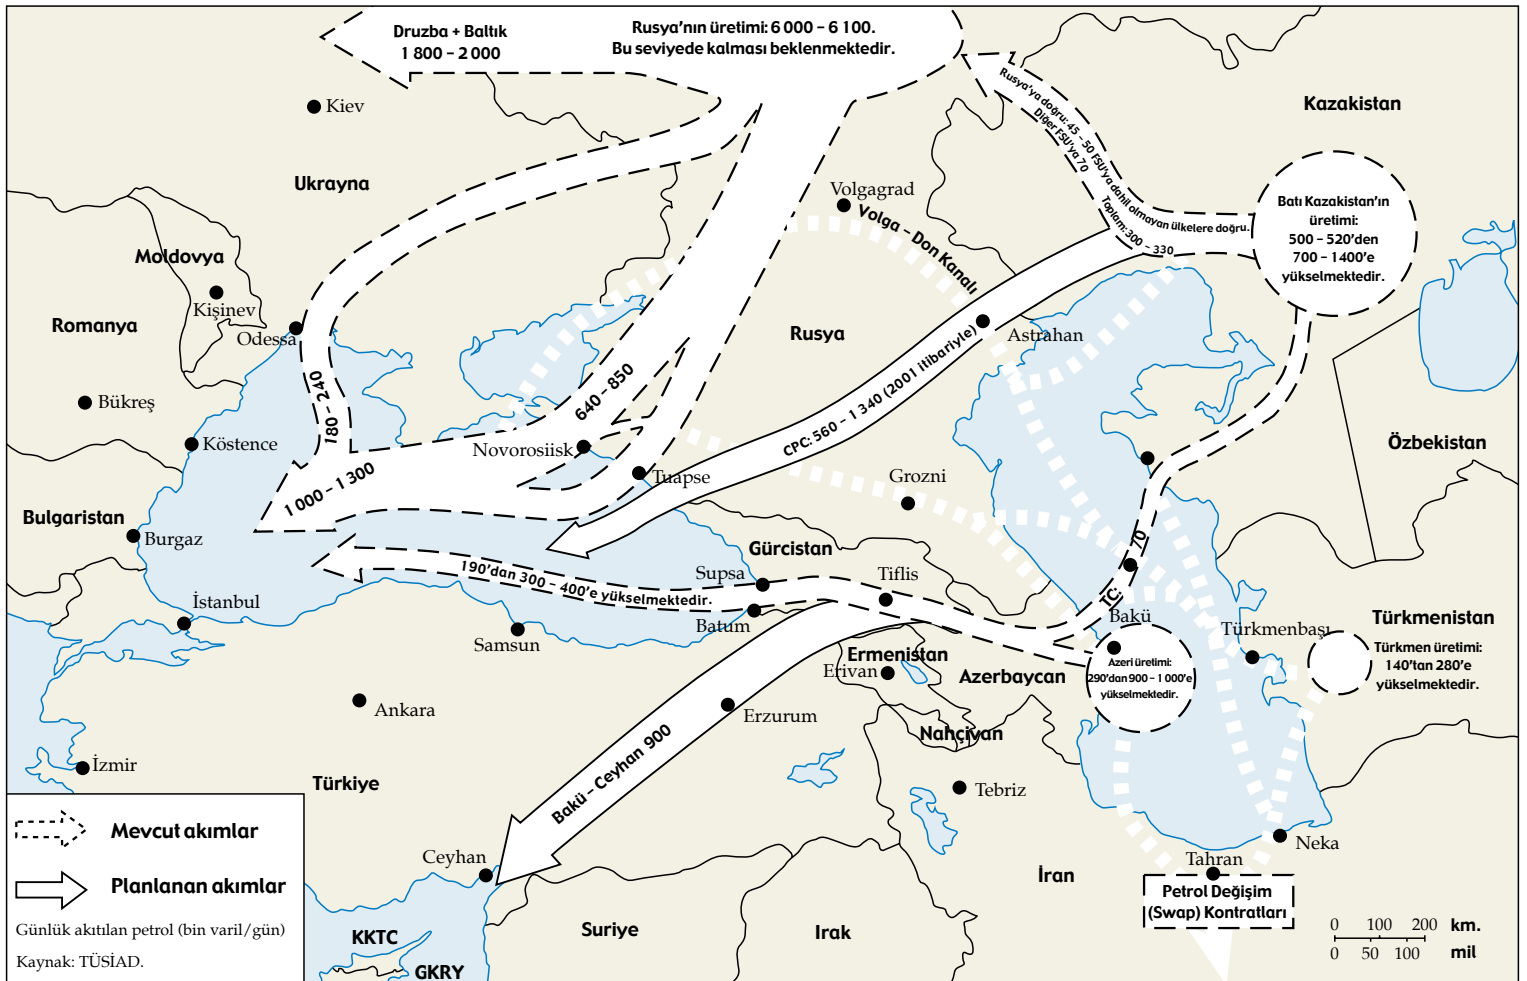 Druzba + Baltık
1 800 – 2 000
Rusya’nın üretimi: 6 000 – 6 100.
Bu seviyede kalması beklenmektedir.
Rusya’ya doğru: 45 – 50 FSU’ya dahil olmayan ülkelere doğru.
Diğer FSU’ya 70
Toplam: 300 – 330
Kazakistan
Kiev
Ukrayna
Volgagrad
Volga – Don Kanalı
Batı Kazakistan’ın
üretimi:
500 – 520’den
700 – 1400’e
yükselmektedir.
Moldovya
Kişinev
Romanya
Odessa
Rusya
Astrahan
180 – 240
640 – 850
CPC: 560 – 1 340 (2001 itibariyle)
Bükreş
Köstence
Novorosiisk
Tuapse
1 000 – 1 300
Grozni
Özbekistan
Bulgaristan
Burgaz
Gürcistan
190’dan 300 – 400’e yükselmektedir.
Supsa
Tiflis
TC: 70
İstanbul
Batum
Samsun
Bakü
Türkmenbaşı
Türkmenistan
Türkmen üretimi:
140’tan 280’e
yükselmektedir.
Ermenistan
Erivan
Azerbaycan
Azeri üretimi:
290’dan 900 – 1 000’e
yükselmektedir.
Ankara
Erzurum
Nahçivan
İzmir
Türkiye
Bakü – Ceyhan 900
Tebriz
Mevcut akımlar
Planlanan akımlar
Günlük akıtılan petrol (bin varil/gün)
Kaynak: TÜSİAD.
Ceyhan
Neka
Tahran
İran
Petrol Değişim
(Swap) Kontratları
KKTC
GKRY
Suriye
Irak
0 100 200 km.
0 50 100 mil